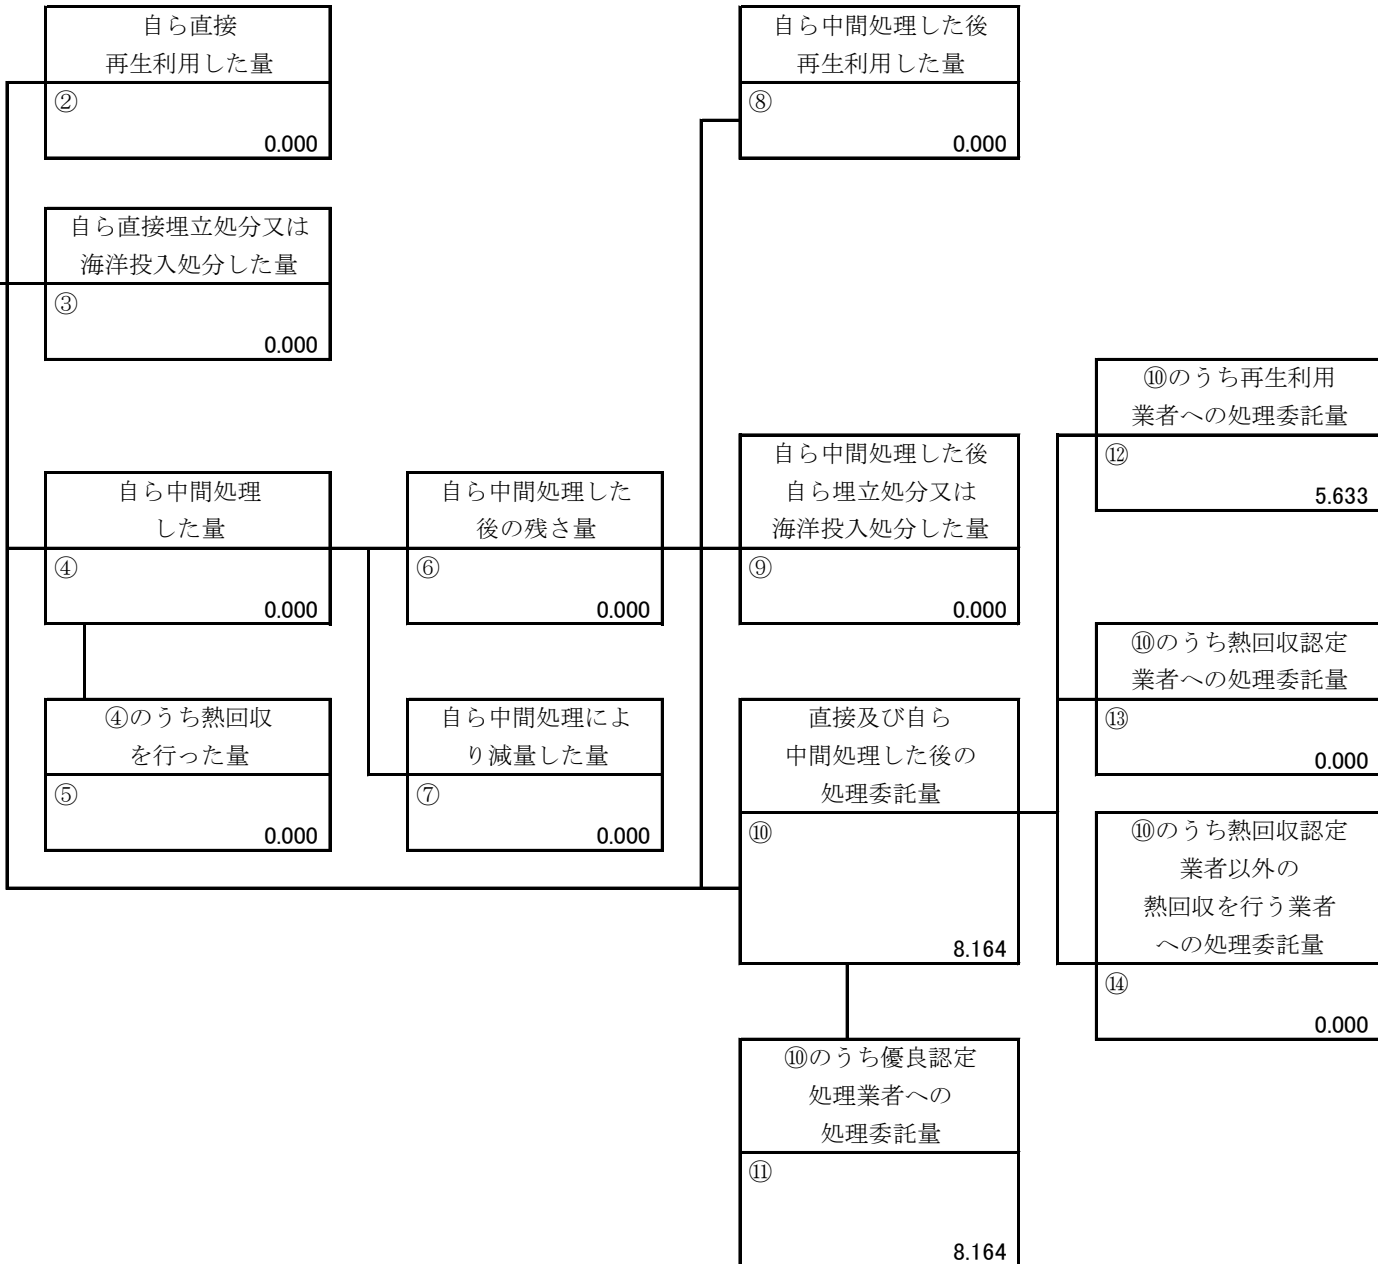 自ら直接
再生利用した量
②
0.000
自ら直接埋立処分又は
海洋投入処分した量
③
0.000
自ら中間処理
した量
④
0.000
④のうち熱回収
を行った量
⑤
0.000
自ら中間処理した
後の残さ量
⑥
0.000
自ら中間処理によ
り減量した量
⑦
0.000
自ら中間処理した後
再生利用した量
⑧
0.000
自ら中間処理した後
自ら埋立処分又は
海洋投入処分した量
⑨
0.000
直接及び自ら
中間処理した後の
処理委託量
⑩
8.164
⑩のうち優良認定
処理業者への
処理委託量
⑪
8.164
⑩のうち再生利用
業者への処理委託量
⑫
5.633
⑩のうち熱回収認定
業者への処理委託量
⑬
0.000
⑩のうち熱回収認定
業者以外の
熱回収を行う業者
への処理委託量
⑭
0.000